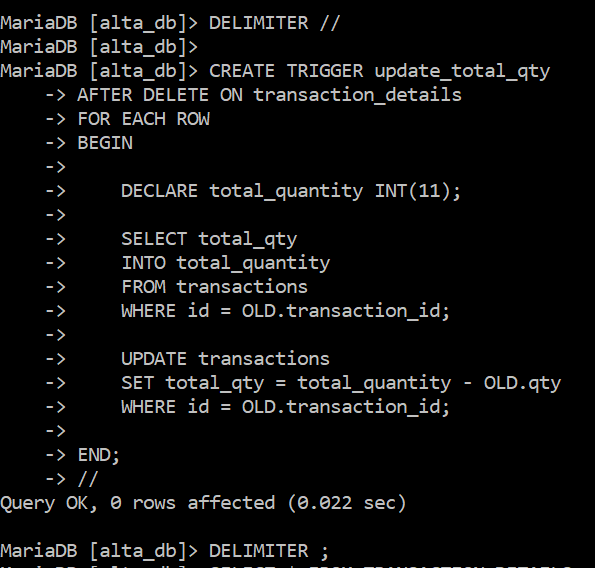 MariaDB [alta_db]> DELIMITER //
MariaDB [alta_db]>
MariaDB [alta_db]> CREATE TRIGGER update_total_qty
    -> AFTER DELETE ON transaction_details
    -> FOR EACH ROW
    -> BEGIN
    ->
    ->     DECLARE total_quantity INT(11);
    ->
    ->     SELECT total_qty
    ->     INTO total_quantity
    ->     FROM transactions
    ->     WHERE id = OLD.transaction_id;
    ->
    ->     UPDATE transactions
    ->     SET total_qty = total_quantity - OLD.qty
    ->     WHERE id = OLD.transaction_id;
    ->
    -> END;
    -> //
Query OK, 0 rows affected (0.022 sec)

MariaDB [alta_db]> DELIMITER ;